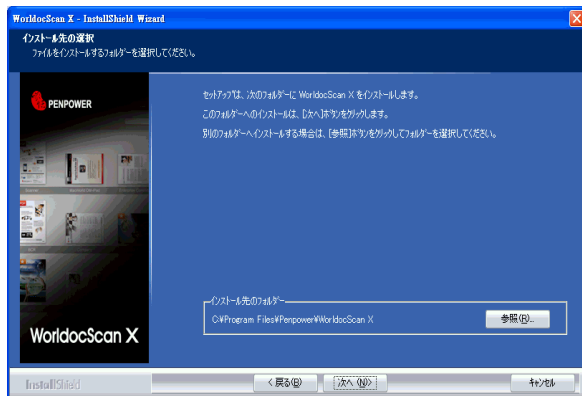 WorldocScan X - InstallShield Wizard
インストール先の選択
ファイルをインストールするフォルダーを選択してください。
PENPOWER
セットアップは、次のフォルダーに WorldocScan X をインストールします。
このフォルダーへのインストールは、[次へ]ボタンをクリックします。
別のフォルダーへインストールする場合は、[参照]ボタンをクリックしてフォルダーを選択してください。
インストール先のフォルダー
C:¥Program Files¥Penpower¥WorldocScan X
参照(R)...
WorldocScan X
InstallShield
< 戻る(B)
次へ (N)>
キャンセル